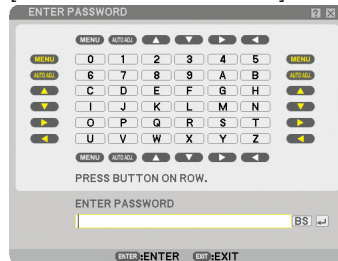 ENTER PASSWORD
MENU AUTO ADJ.
MENU 0 1 2 3 4 5 MENU
AUTO ADJ. 6 7 8 9 A B AUTO ADJ.
C D E F G H
I J K L M N
O P Q R S T
U V W X Y Z
MENU AUTO ADJ.
PRESS BUTTON ON ROW.
ENTER PASSWORD
BS
ENTER :ENTER EXIT :EXIT